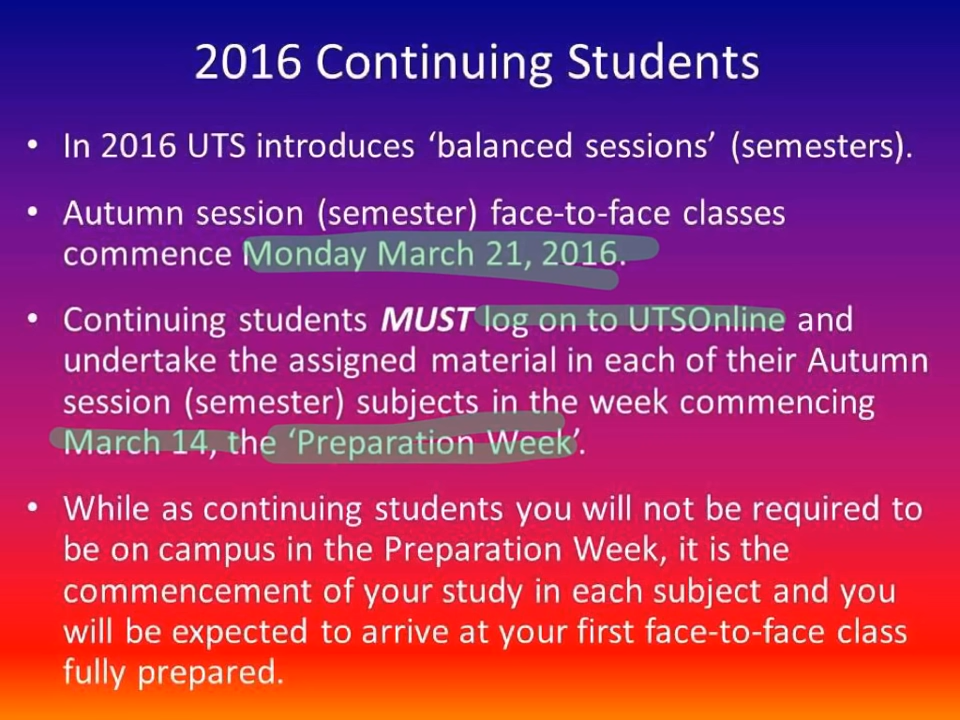 2016 Continuing Students
• In 2016 UTS introduces ‘balanced sessions’ (semesters).
• Autumn session (semester) face-to-face classes
commence Monday March 21, 2016.
• Continuing students MUST log on to UTSOnline and
undertake the assigned material in each of their Autumn
session (semester) subjects in the week commencing
March 14, the ‘Preparation Week’.
• While as continuing students you will not be required to
be on campus in the Preparation Week, it is the
commencement of your study in each subject and you
will be expected to arrive at your first face-to-face class
fully prepared.